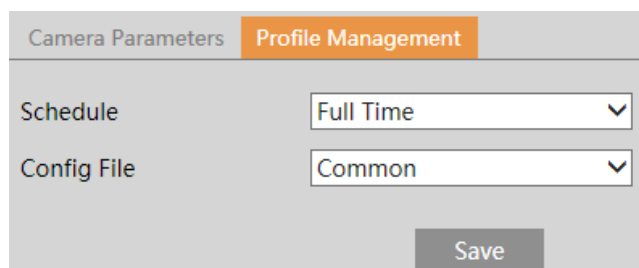 Camera Parameters Profile Management
Schedule Full Time
Config File Common
Save